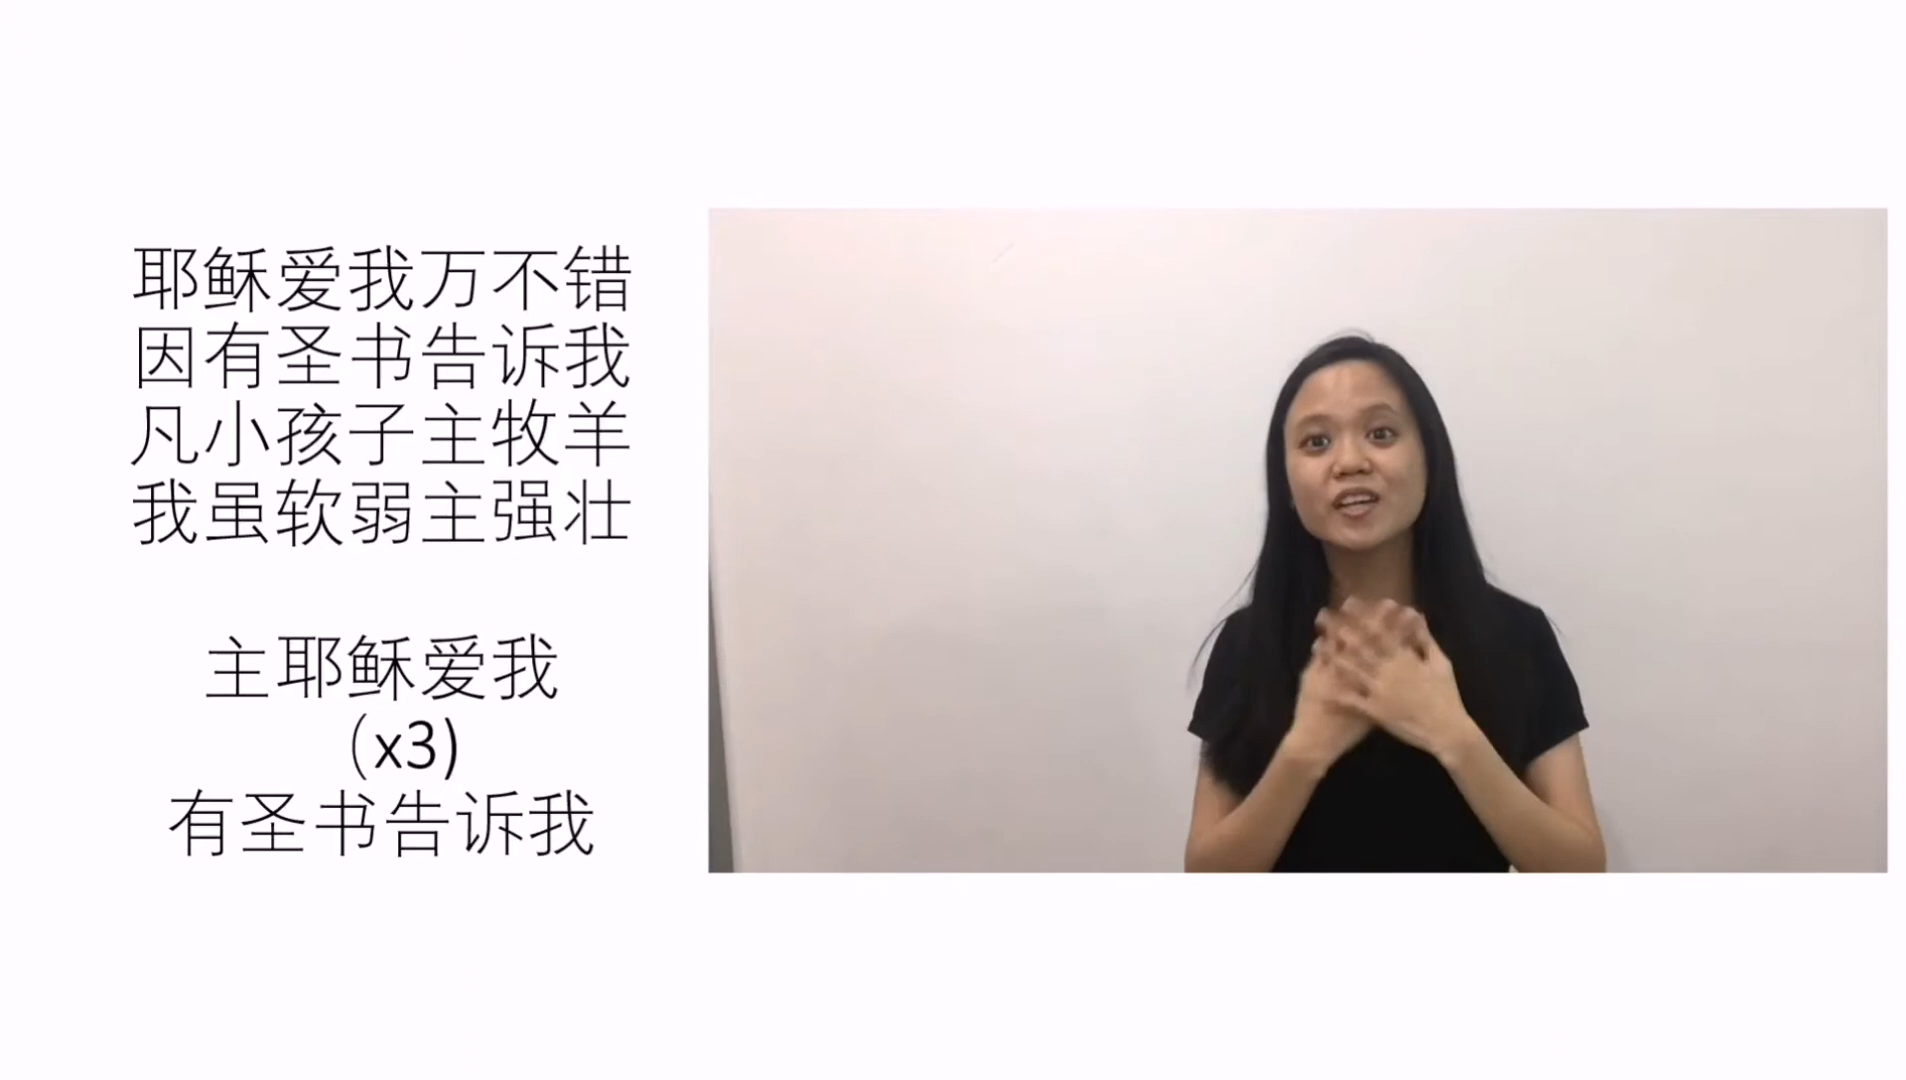 耶稣爱我万不错
因有圣书告诉我
凡小孩子主牧羊
我虽软弱主强壮
主耶稣爱我
（x3)
有圣书告诉我